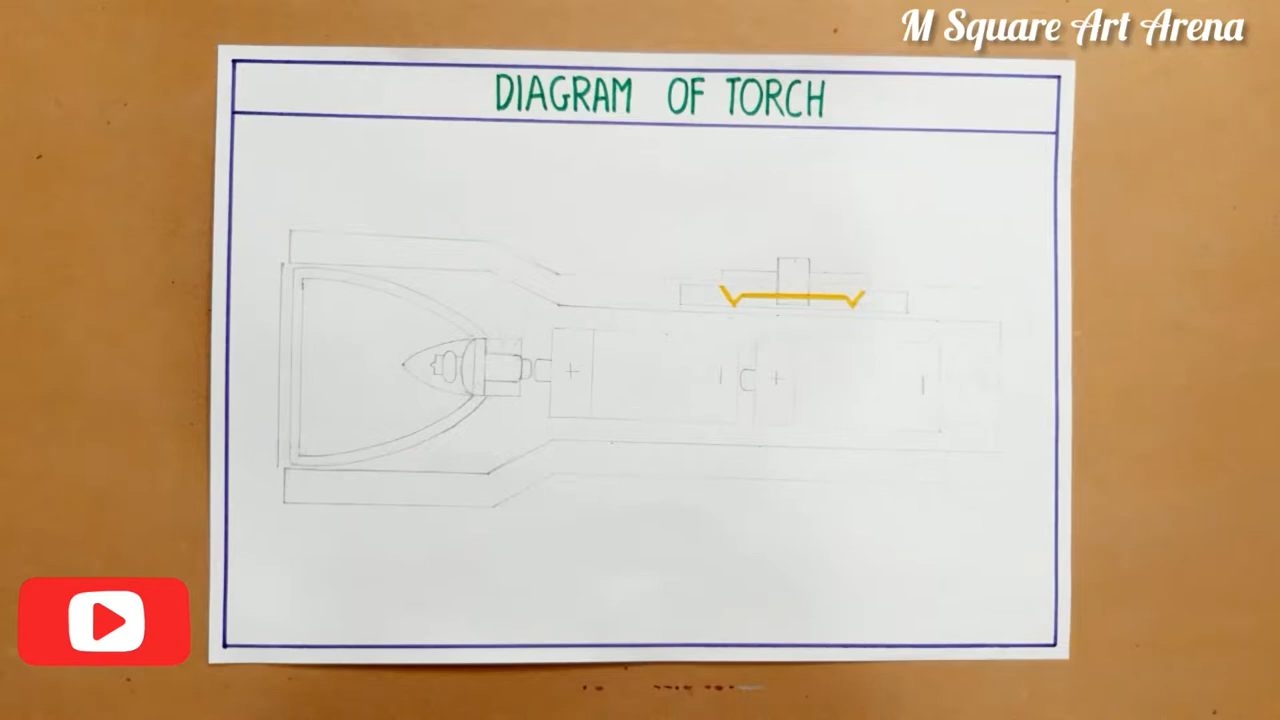 M Square Art Arena
DIAGRAM OF TORCH
+ - + -